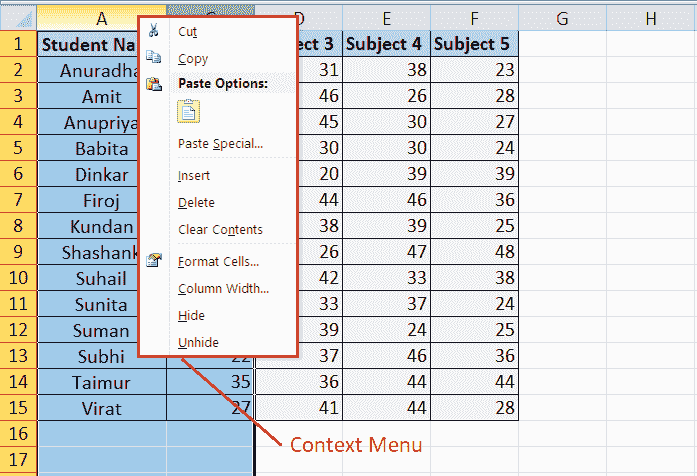 A D E F G H
1 Student Na ject 3 Subject 4 Subject 5
2 Anuradha 31 38 23
3 Amit 46 26 28
4 Anupriya 45 30 27
5 Babita 30 30 24
6 Dinkar 20 39 39
7 Firoj 44 46 36
8 Kundan 38 39 25
9 Shashank 26 47 48
10 Suhail 42 33 38
11 Sunita 33 37 24
12 Suman 39 24 25
13 Subhi 37 46 36
14 Taimur 35 36 44 44
15 Virat 27 41 44 28
16
17
Cut
Copy
Paste Options:
Paste Special...
Insert
Delete
Clear Contents
Format Cells...
Column Width...
Hide
Unhide
Context Menu